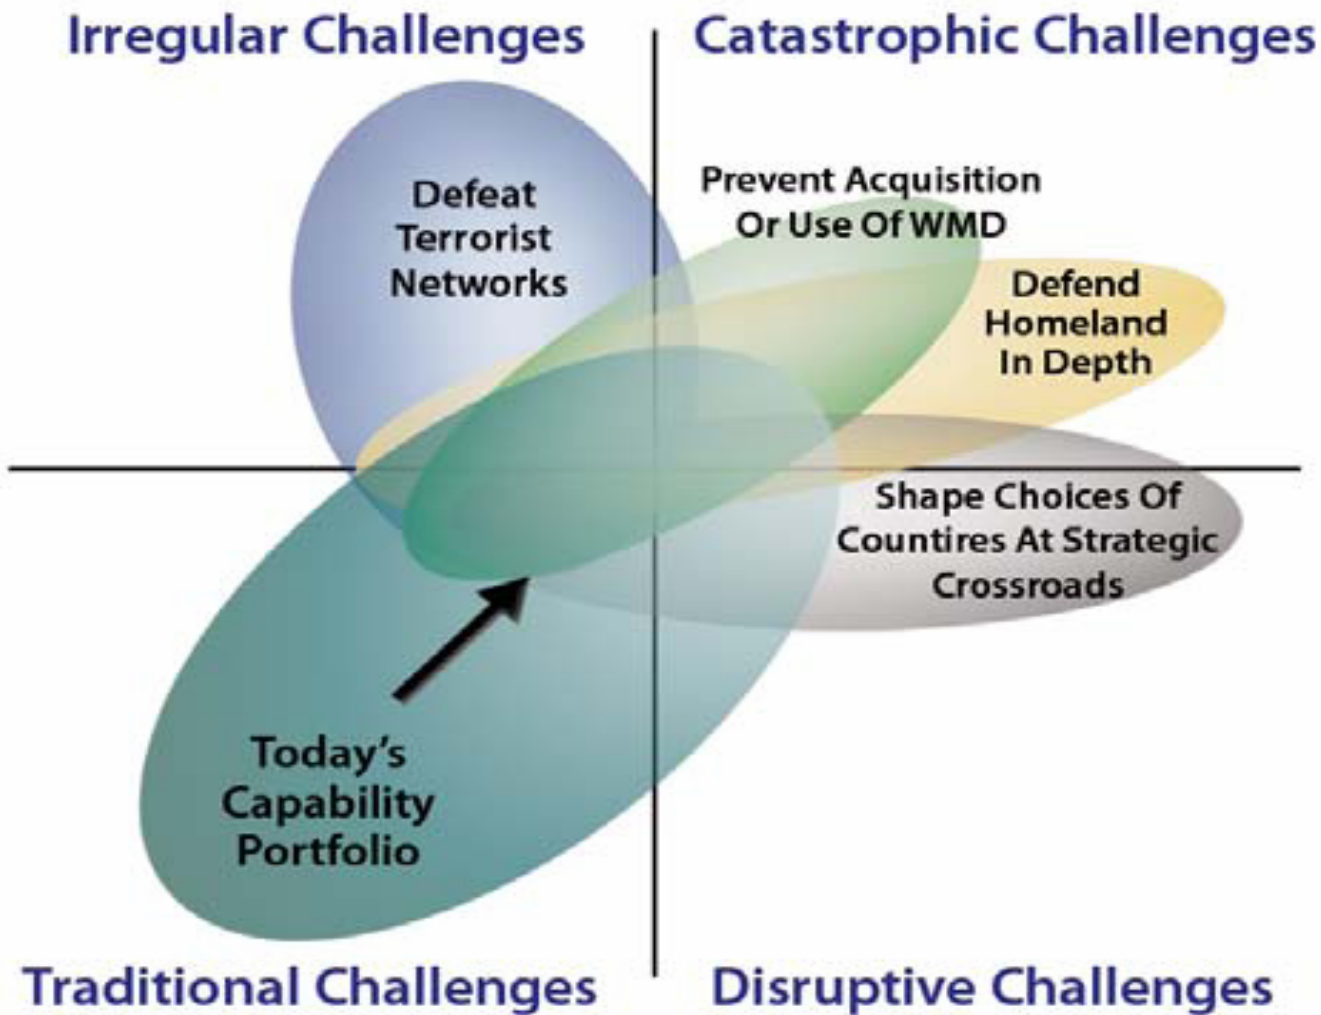 Irregular Challenges
Catastrophic Challenges
Defeat
Terrorist
Networks
Prevent Acquisition
Or Use Of WMD
Defend
Homeland
In Depth
Shape Choices Of
Countires At Strategic
Crossroads
Today's
Capability
Portfolio
Traditional Challenges
Disruptive Challenges